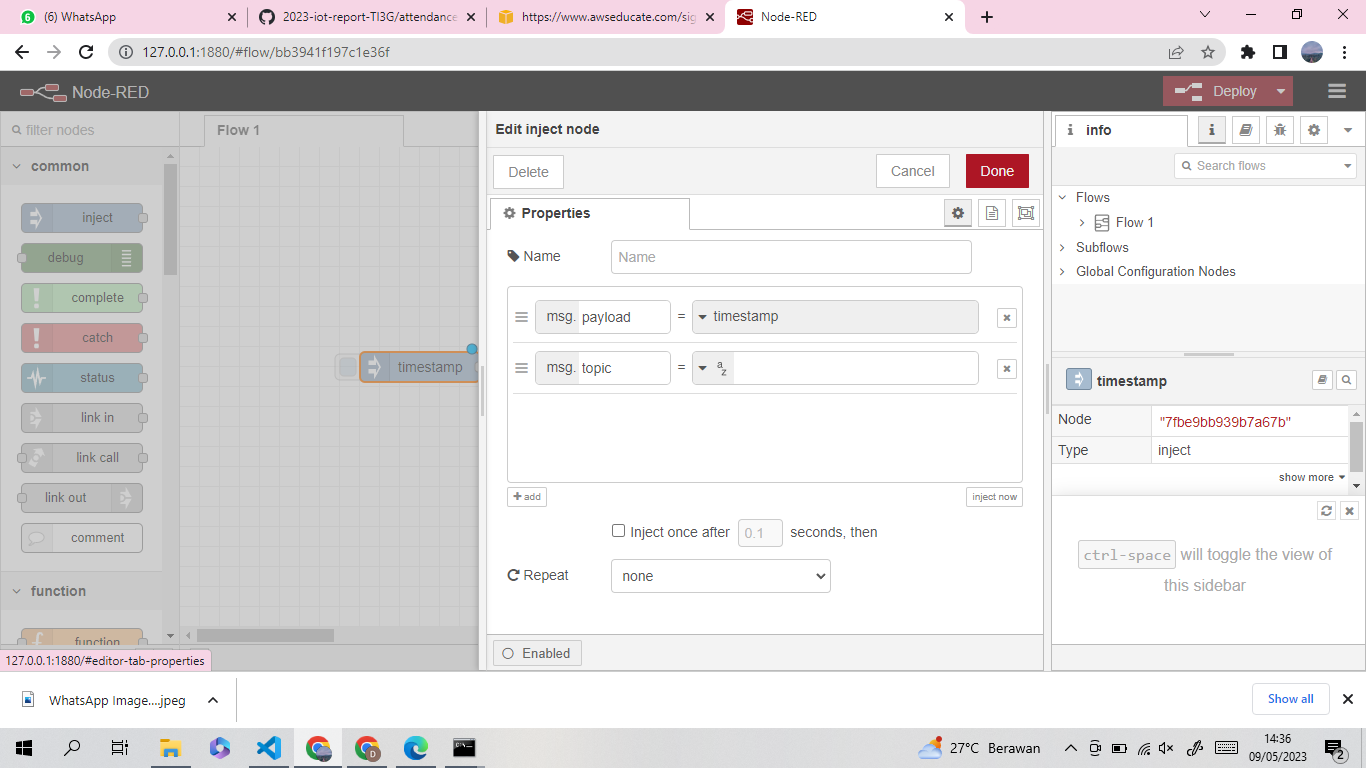 6
(6) WhatsApp
2023-iot-report-TI3G/attendance
https://www.awseducate.com/sig
Node-RED
127.0.0.1:1880/#flow/bb3941f197c1e36f
Node-RED
Deploy
filter nodes
Flow 1
Edit inject node
i info
i
common
Delete
Cancel
Done
Search flows
inject
Properties
Flows
Flow 1
debug
Name
Name
Subflows
Global Configuration Nodes
complete
msg. payload = timestamp
catch
timestamp
msg. topic = a z
status
timestamp
link in
Node
"7fbe9bb939b7a67b"
link call
Type
inject
show more
link out
add
inject now
comment
Inject once after 0.1 seconds, then
ctrl-space will toggle the view of
this sidebar
function
Repeat
none
function
Enabled
127.0.0.1:1880/#editor-tab-properties
WhatsApp Image....jpeg
Show all
D
C:\_
27°C Berawan
14:36
09/05/2023
2